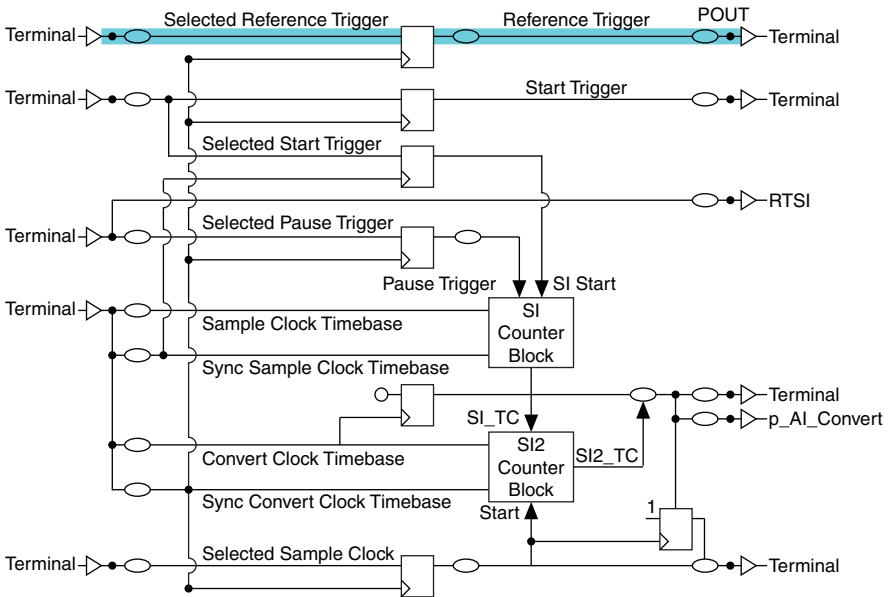 Selected Reference Trigger
Reference Trigger
POUT
Terminal
Terminal
Terminal
Start Trigger
Terminal
Selected Start Trigger
RTSI
Selected Pause Trigger
Terminal
Pause Trigger
SI Start
Terminal
SI
Counter
Block
Sample Clock Timebase
Sync Sample Clock Timebase
Terminal
SI_TC
p_AI_Convert
SI2
Counter
Block
SI2_TC
Convert Clock Timebase
Sync Convert Clock Timebase
Start
1
Selected Sample Clock
Terminal
Terminal